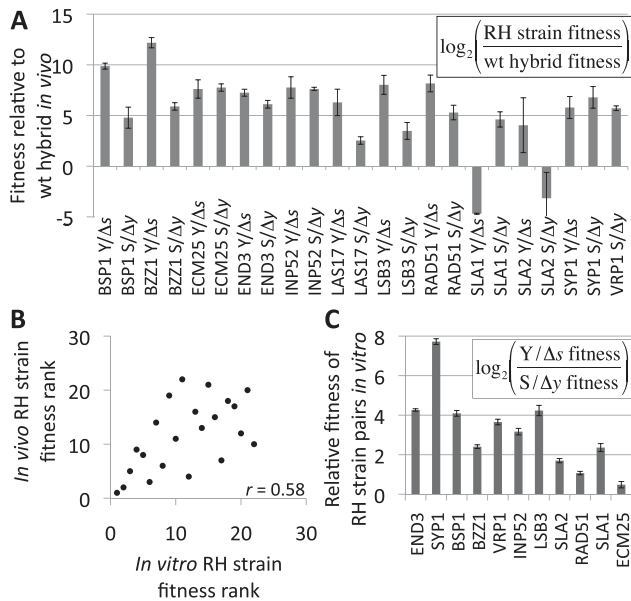 A
Fitness relative to
wt hybrid in vivo
15
10
5
0
-5
log2(RH strain fitness
wt hybrid fitness)
BSP1 Y/Δs
BSP1 S/Δy
BZZ1 Y/Δs
BZZ1 S/Δy
ECM25 Y/Δs
ECM25 S/Δy
END3 Y/Δs
END3 S/Δy
INP52 Y/Δs
INP52 S/Δy
LAS17 Y/Δs
LAS17 S/Δy
LSB3 Y/Δs
LSB3 S/Δy
RAD51 Y/Δs
RAD51 S/Δy
SLA1 Y/Δs
SLA1 S/Δy
SLA2 Y/Δs
SLA2 S/Δy
SYP1 Y/Δs
SYP1 S/Δy
VRP1 S/Δy
B
In vivo RH strain
fitness rank
30
20
10
0
r = 0.58
0 10 20 30
In vitro RH strain
fitness rank
C
Relative fitness of
RH strain pairs in vitro
8
6
4
2
0
log2(Y/Δs fitness
S/Δy fitness)
END3
SYP1
BSP1
BZZ1
VRP1
INP52
LSB3
SLA2
RAD51
SLA1
ECM25